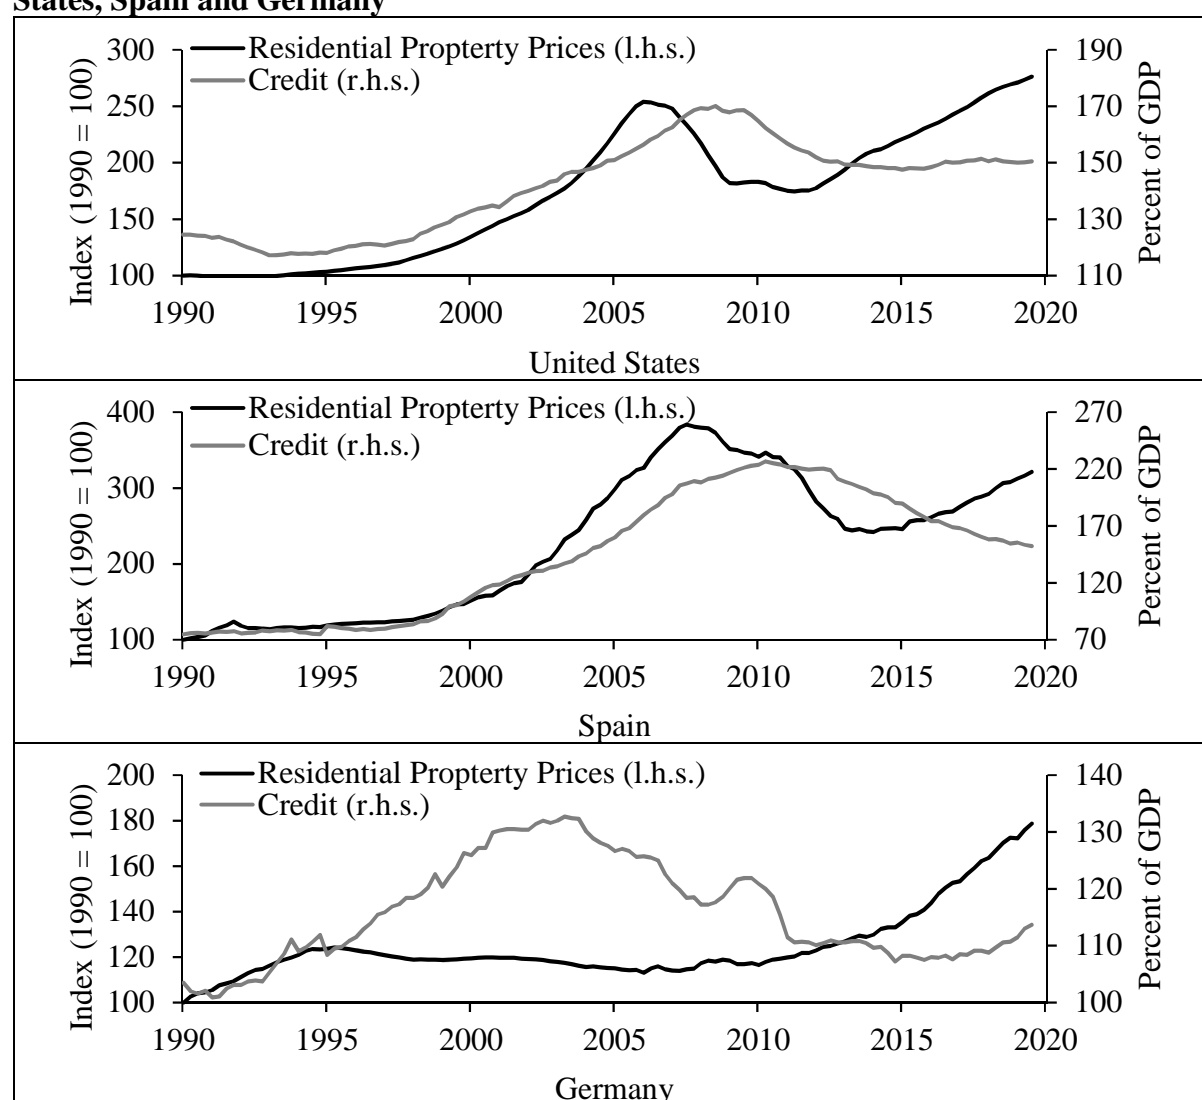 States, Spain and Germany
300 Residential Propterty Prices (l.h.s.) 190
Credit (r.h.s.)
250 170
200 150
150 130
100 110
Index (1990 = 100)
Percent of GDP
1990 1995 2000 2005 2010 2015 2020
United States
400 Residential Propterty Prices (l.h.s.) 270
Credit (r.h.s.)
220
300
170
200
120
100 70
Index (1990 = 100)
Percent of GDP
1990 1995 2000 2005 2010 2015 2020
Spain
200 Residential Propterty Prices (l.h.s.) 140
Credit (r.h.s.)
180
130
160
120
140
110
120
100 100
Index (1990 = 100)
Percent of GDP
1990 1995 2000 2005 2010 2015 2020
Germany